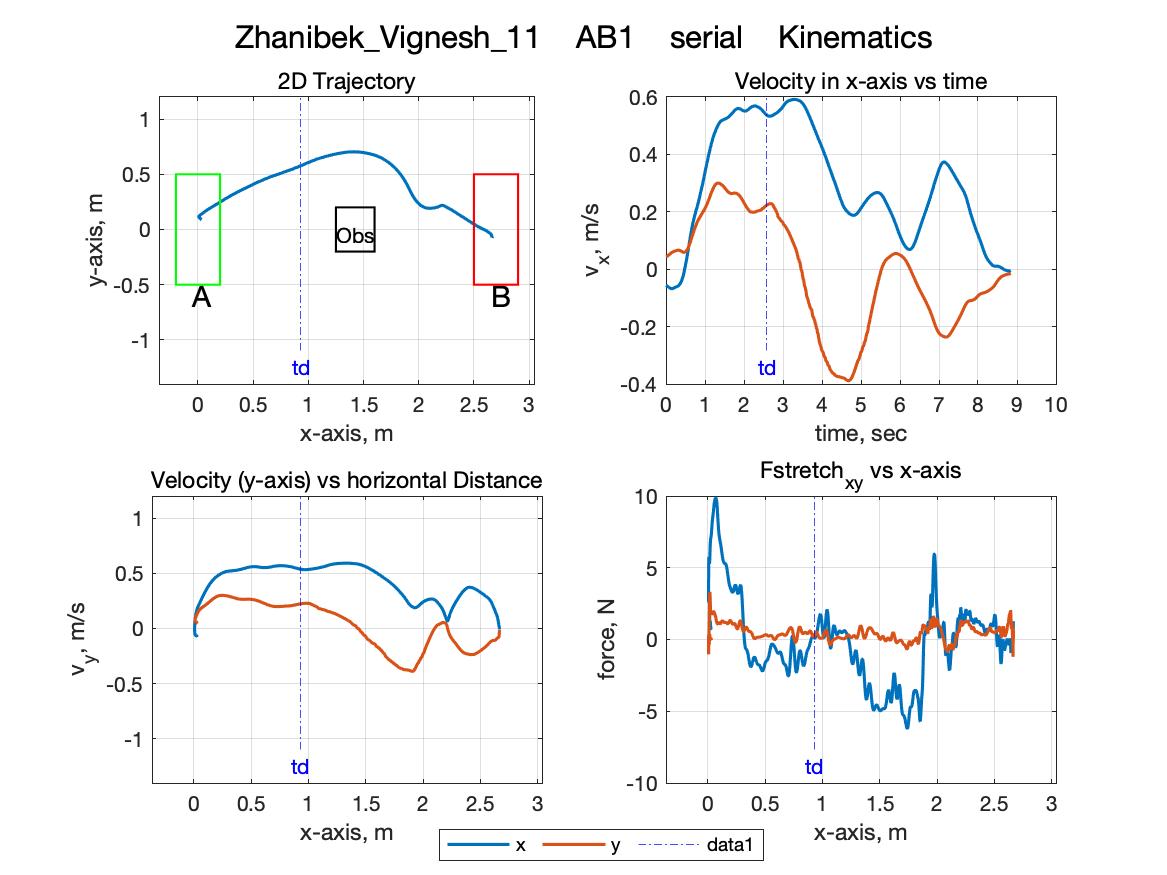 Zhanibek_Vignesh_11 AB1 serial Kinematics
2D Trajectory
y-axis, m
1
0.5
0
-0.5
-1
A
Obs
B
td
0 0.5 1 1.5 2 2.5 3
x-axis, m
Velocity in x-axis vs time
v_x, m/s
0.6
0.4
0.2
0
-0.2
-0.4
td
0 1 2 3 4 5 6 7 8 9 10
time, sec
Velocity (y-axis) vs horizontal Distance
v_y, m/s
1
0.5
0
-0.5
-1
td
0 0.5 1 1.5 2 2.5 3
x-axis, m
Fstretch_xy vs x-axis
force, N
10
5
0
-5
-10
td
0 0.5 1 1.5 2 2.5 3
x-axis, m
x y data1